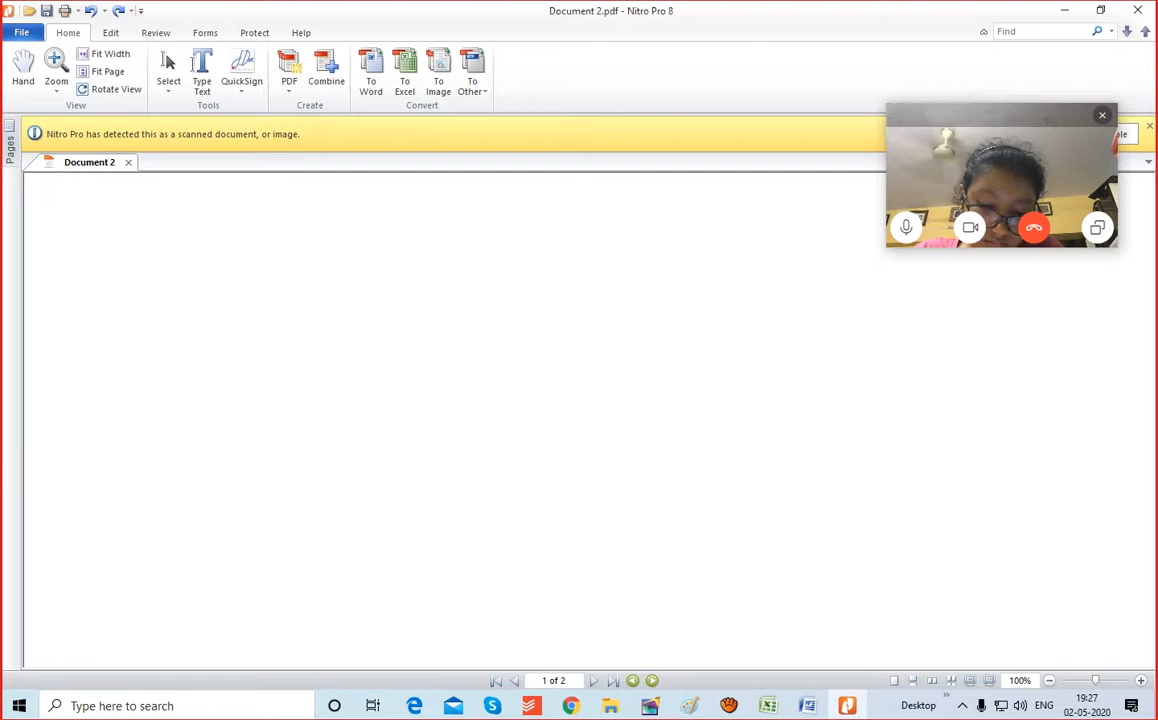 Document 2.pdf - Nitro Pro 8
File Home Edit Review Forms Protect Help
Find
Fit Width
Fit Page
Rotate View
Hand Zoom Select Type Text QuickSign PDF Combine To Word To Excel To Image To Other
View Tools Create Convert
Nitro Pro has detected this as a scanned document, or image.
Pages
Document 2
1 of 2
100%
Type here to search
Desktop
ENG
19:27
02-05-2020